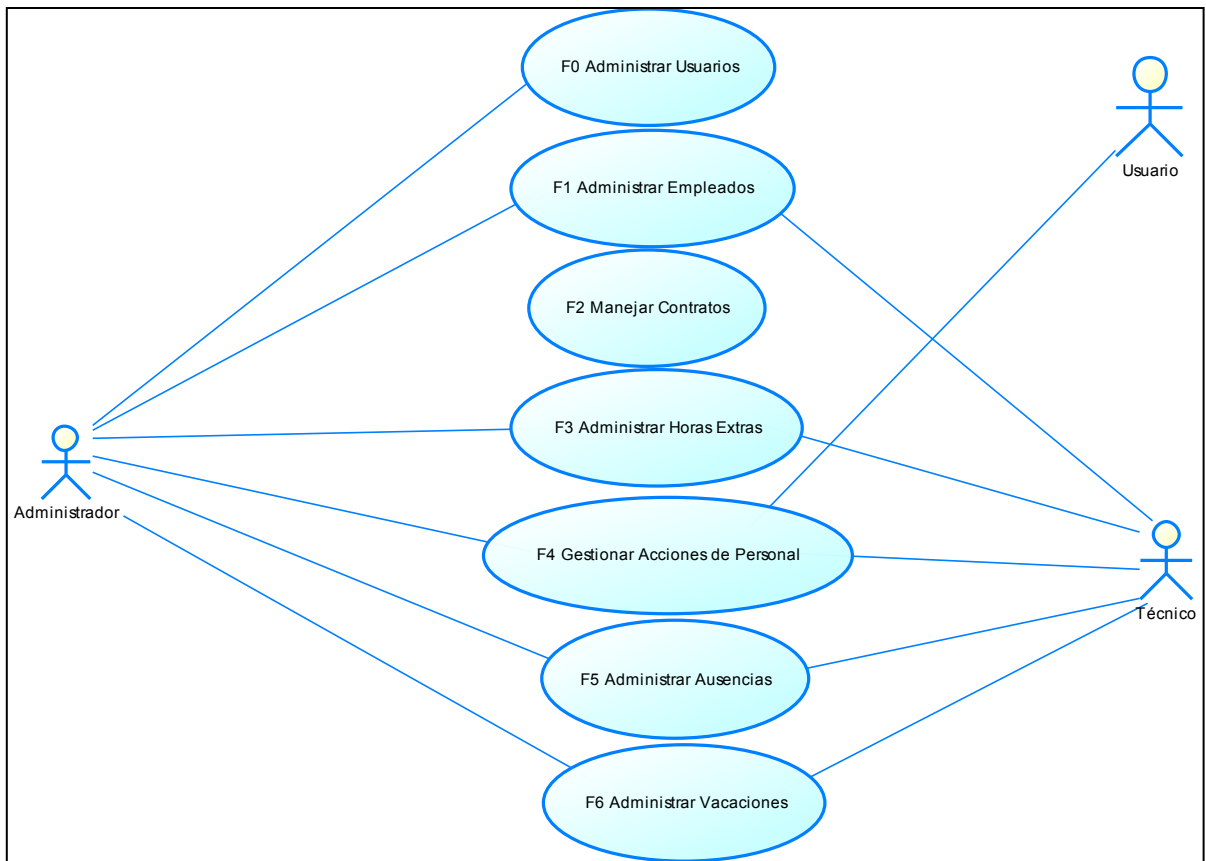 F0 Administrar Usuarios
Usuario
F1 Administrar Empleados
F2 Manejar Contratos
F3 Administrar Horas Extras
Administrador
F4 Gestionar Acciones de Personal
Técnico
F5 Administrar Ausencias
F6 Administrar Vacaciones